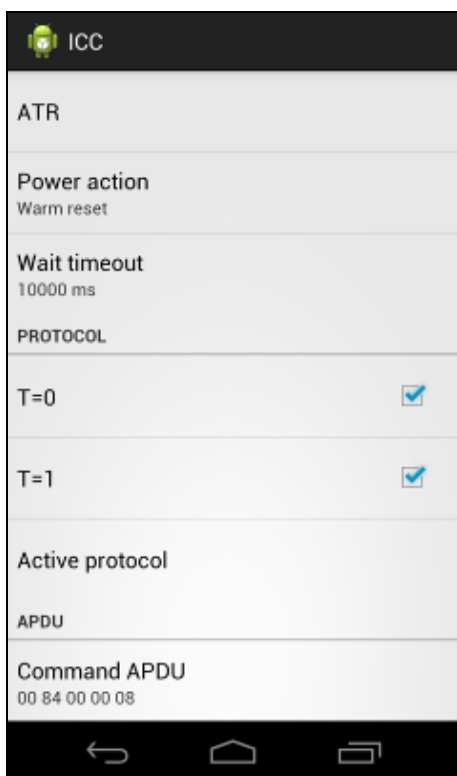 ICC
ATR
Power action
Warm reset
Wait timeout
10000 ms
PROTOCOL
T=0
T=1
Active protocol
APDU
Command APDU
00 84 00 00 08